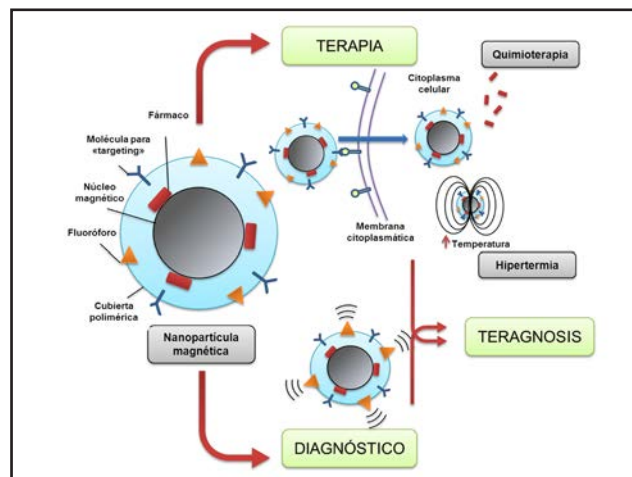 TERAPIA
Quimioterapia
Citoplasma
celular
Fármaco
Molécula para
«targeting»
Núcleo
magnético
Fluoróforo
Cubierta
polimérica
Nanopartícula
magnética
Membrana
citoplasmática
Temperatura
Hipertermia
TERAGNOSIS
DIAGNÓSTICO